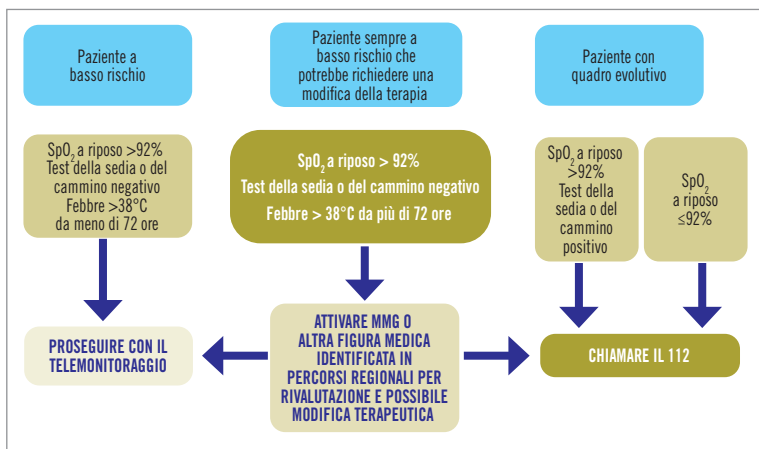 Paziente a
basso rischio
Paziente sempre a
basso rischio che
potrebbe richiedere una
modifica della terapia
Paziente con
quadro evolutivo
SpO₂ a riposo >92%
Test della sedia o del
cammino negativo
Febbre >38°C
da meno di 72 ore
SpO₂ a riposo > 92%
Test della sedia o del cammino negativo
Febbre > 38°C da più di 72 ore
SpO₂ a riposo
>92%
Test della
sedia o del
cammino
positivo
SpO₂
a riposo
≤92%
PROSEGUIRE CON IL
TELEMONITORAGGIO
ATTIVARE MMG O
ALTRA FIGURA MEDICA
IDENTIFICATA IN
PERCORSI REGIONALI PER
RIVALUTAZIONE E POSSIBILE
MODIFICA TERAPEUTICA
CHIAMARE IL 112